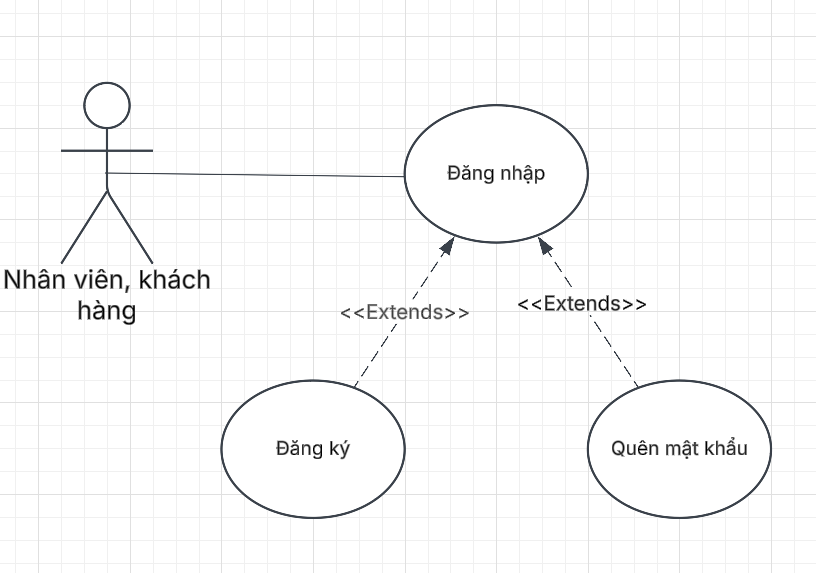 Đăng nhập
Nhân viên, khách
hàng
<<Extends>>
<<Extends>>
Đăng ký
Quên mật khẩu